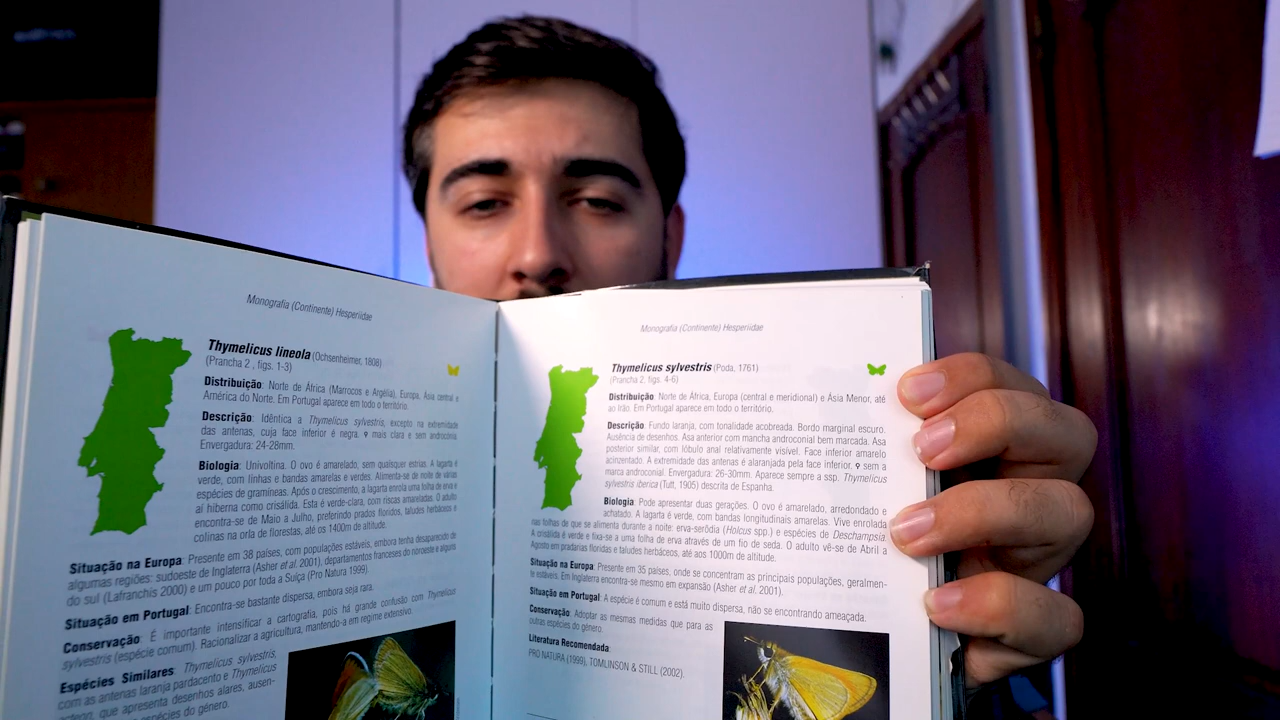 Monografia (Continente) Hesperiidae
Thymelicus lineola (Ochsenheimer, 1808)
(Prancha 2 , figs. 1-3)
Distribuição: Norte de África (Marrocos e Argélia), Europa, Ásia central e
América do Norte. Em Portugal aparece em todo o território.
Descrição: Idêntica a Thymelicus sylvestris, excepto na extremidade
das antenas, cuja face inferior é negra. ♀ mais clara e sem androcónia.
Envergadura: 24-28mm.
Biologia: Univoltina. O ovo é amarelado, sem quaisquer estrias. A lagarta é
verde, com linhas e bandas amarelas e verdes. Alimenta-se de noite de várias
espécies de gramíneas. Após o crescimento, a lagarta enrola uma folha de erva e
aí hiberna como crisálida. Esta é verde-clara, com riscas amareladas. O adulto
encontra-se de Maio a Julho, preferindo prados floridos, taludes herbáceos e
colinas na orla de florestas, até os 1400m de altitude.
Situação na Europa: Presente em 38 países, com populações estáveis, embora tenha desaparecido de
algumas regiões: sudoeste de Inglaterra (Asher et al. 2001), departamentos franceses do noroeste e alguns
do sul (Lafranchis 2000) e um pouco por toda a Suíça (Pro Natura 1999).
Situação em Portugal: Encontra-se bastante dispersa, embora seja rara.
Conservação: É importante intensificar a cartografia, pois há grande confusão com Thymelicus
sylvestris (espécie comum). Racionalizar a agricultura, mantendo-a em regime extensivo.
Espécies Similares: Thymelicus sylvestris,
com as antenas laranja pardacento e Thymelicus
que apresenta desenhos alares, ausen-
espécies do género.
Monografia (Continente) Hesperiidae
Thymelicus sylvestris (Poda, 1761)
(Prancha 2, figs. 4-6)
Distribuição: Norte de África, Europa (central e meridional) e Ásia Menor, até
ao Irão. Em Portugal aparece em todo o território.
Descrição: Fundo laranja, com tonalidade acobreada. Bordo marginal escuro.
Ausência de desenhos. Asa anterior com mancha androconial bem marcada. Asa
posterior similar, com lóbulo anal relativamente visível. Face inferior amarelo
acinzentado. A extremidade das antenas é alaranjada pela face inferior. ♀ sem a
marca androconial. Envergadura: 26-30mm. Aparece sempre a ssp. Thymelicus
sylvestris iberica (Tutt, 1905) descrita de Espanha.
Biologia: Pode apresentar duas gerações. O ovo é amarelado, arredondado e
achatado. A lagarta é verde, com bandas longitudinais amarelas. Vive enrolada
nas folhas de que se alimenta durante a noite: erva-serôdia (Holcus spp.) e espécies de Deschampsia.
A crisálida é verde e fixa-se a uma folha de erva através de um fio de seda. O adulto vê-se de Abril a
Agosto em pradarias floridas e taludes herbáceos, até aos 1000m de altitude.
Situação na Europa: Presente em 35 países, onde se concentram as principais populações, geralmen-
te estáveis. Em Inglaterra encontra-se mesmo em expansão (Asher et al. 2001).
Situação em Portugal: A espécie é comum e está muito dispersa, não se encontrando ameaçada.
Conservação: Adoptar as mesmas medidas que para as
outras espécies do género.
Literatura Recomendada:
PRO NATURA (1999), TOMLINSON & STILL (2002).